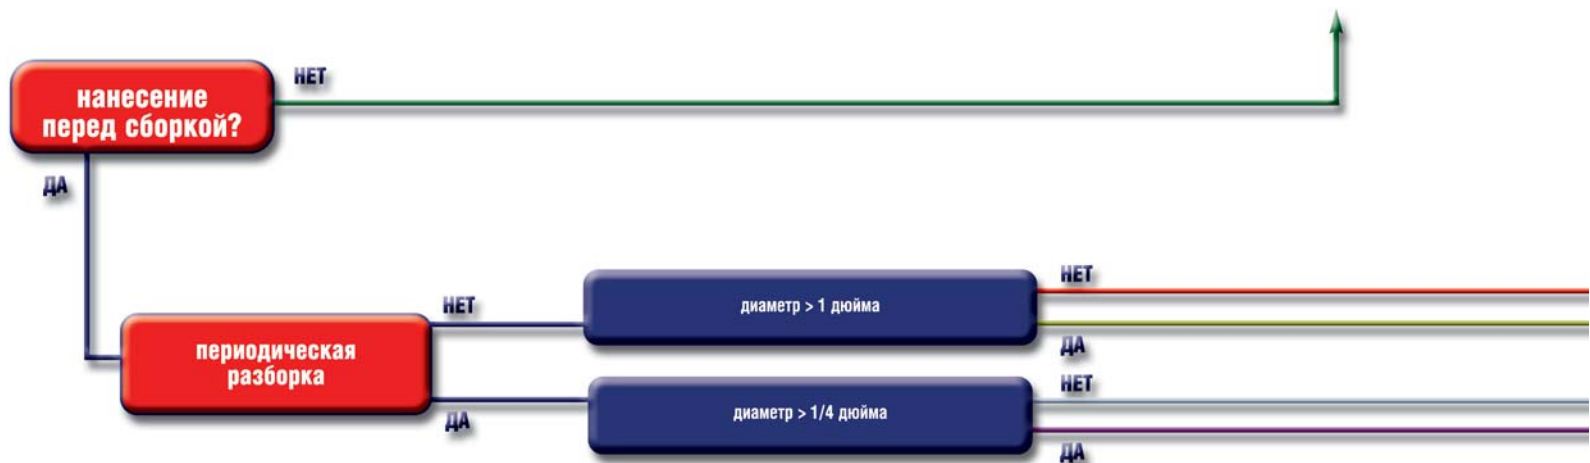 НЕТ
нанесение
перед сборкой?
ДА
НЕТ
диаметр > 1 дюйма
НЕТ
ДА
периодическая
разборка
ДА
диаметр > 1/4 дюйма
НЕТ
ДА